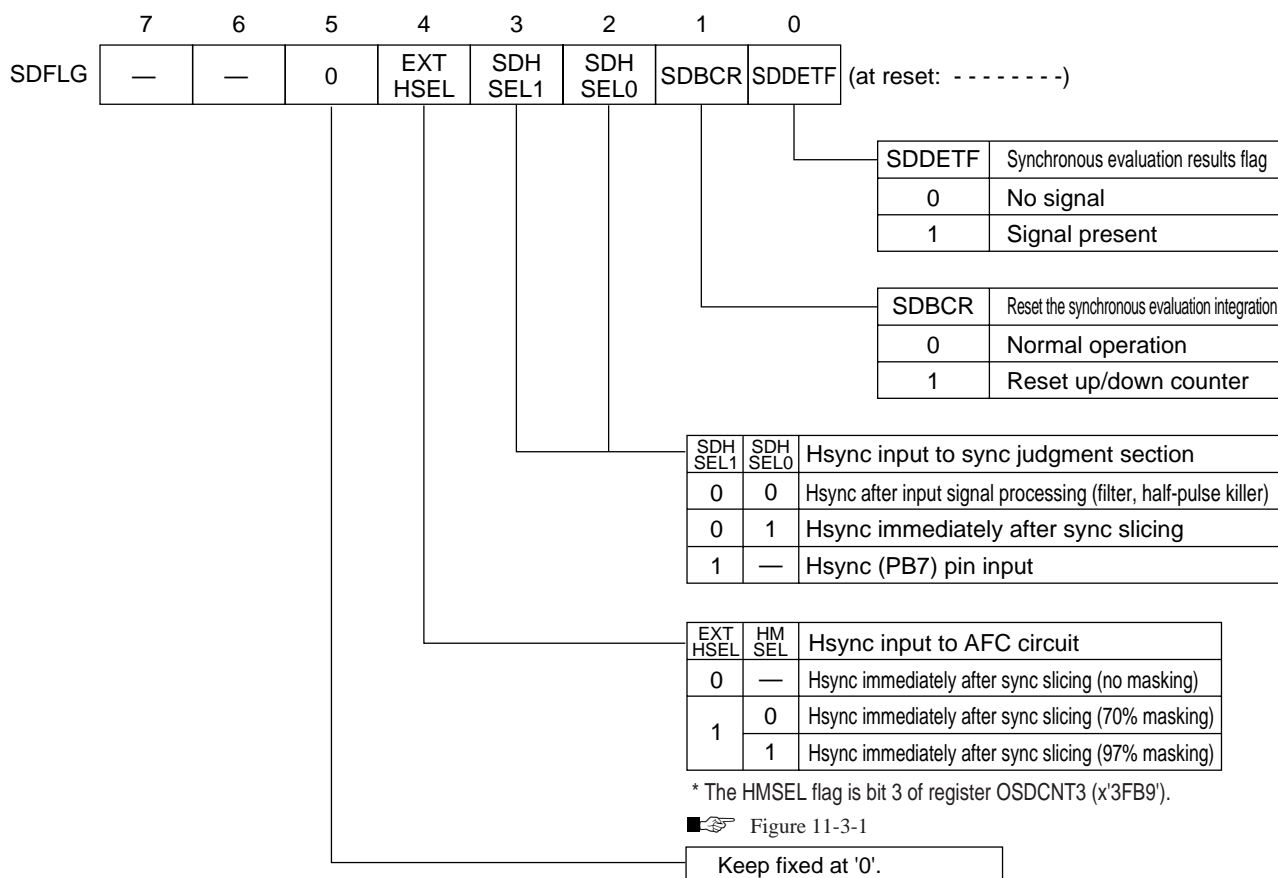 7 6 5 4 3 2 1 0
SDFLG — — 0 EXT HSEL SDH SEL1 SDH SEL0 SDBCR SDDETF (at reset: - - - - - - - -)
SDDETF Synchronous evaluation results flag
0 No signal
1 Signal present
SDBCR Reset the synchronous evaluation integration
0 Normal operation
1 Reset up/down counter
SDH SEL1 SDH SEL0 Hsync input to sync judgment section
0 0 Hsync after input signal processing (filter, half-pulse killer)
0 1 Hsync immediately after sync slicing
1 — Hsync (PB7) pin input
EXT HSEL HM SEL Hsync input to AFC circuit
0 — Hsync immediately after sync slicing (no masking)
1 0 Hsync immediately after sync slicing (70% masking)
1 Hsync immediately after sync slicing (97% masking)
* The HMSEL flag is bit 3 of register OSDCNT3 (x'3FB9').
Figure 11-3-1
Keep fixed at '0'.